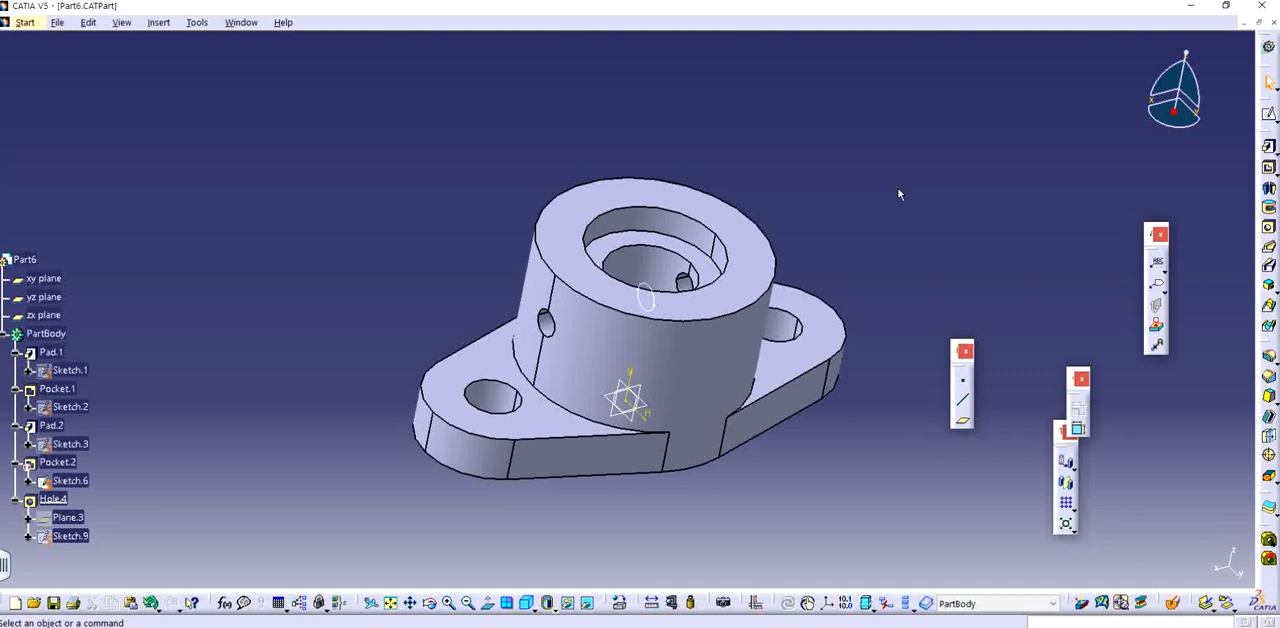 CATIA V5 - [Part6.CATPart]
Start File Edit View Insert Tools Window Help
Part6
xy plane
yz plane
zx plane
PartBody
Pad.1
Sketch.1
Pocket.1
Sketch.2
Pad.2
Sketch.3
Pocket.2
Sketch.6
Hole.4
Plane.3
Sketch.9
ABC
PartBody
CATIA
Select an object or a command